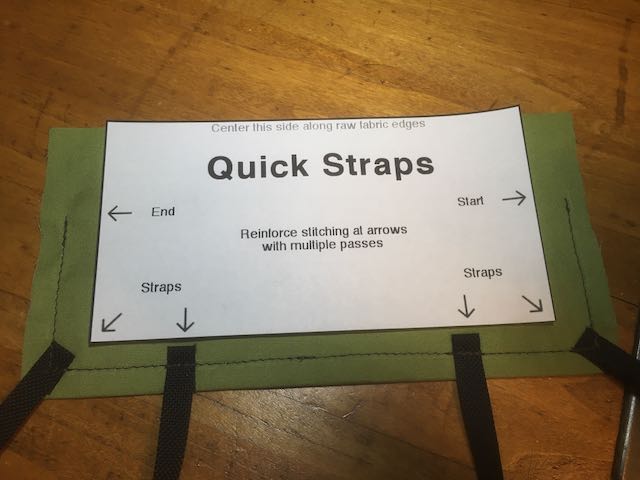 Center this side along raw fabric edges
Quick Straps
End
Start
Reinforce stitching at arrows
with multiple passes
Straps
Straps